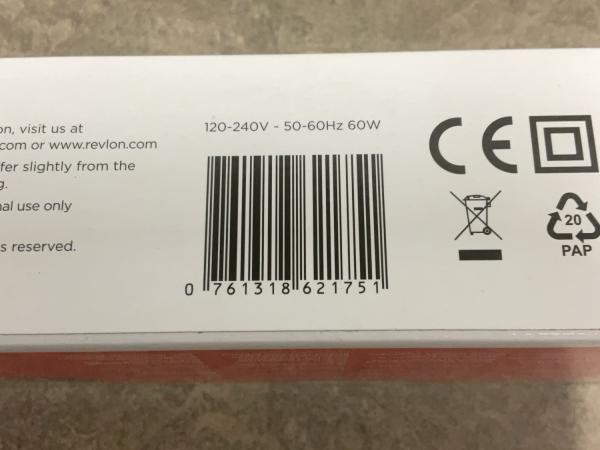 on, visit us at
.com or www.revlon.com
fer slightly from the
g.
nal use only
s reserved.
120-240V - 50-60Hz 60W
0 761318 621751
CE
20
PAP